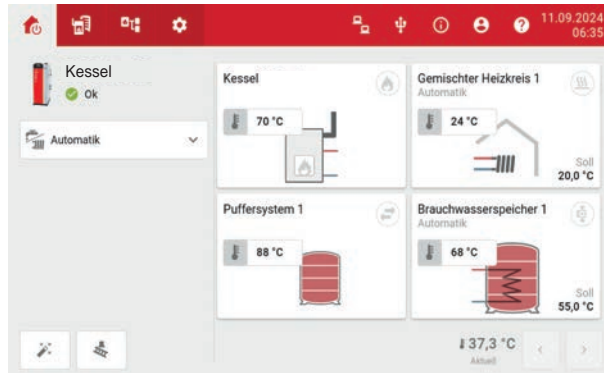 11.09.2024
06:35
Kessel
Ok
Automatik
Kessel
70 °C
Gemischter Heizkreis 1
Automatik
24 °C
Soll
20,0 °C
Puffersystem 1
88 °C
Brauchwasserspeicher 1
Automatik
68 °C
Soll
55,0 °C
37,3 °C
Aktuell